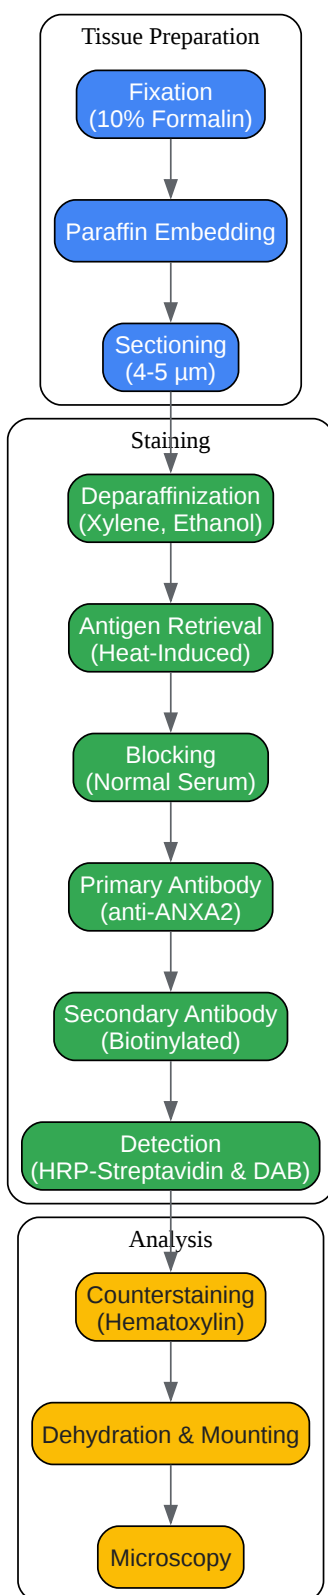 Tissue Preparation
Fixation
(10% Formalin)
Paraffin Embedding
Sectioning
(4-5 µm)
Staining
Deparaffinization
(Xylene, Ethanol)
Antigen Retrieval
(Heat-Induced)
Blocking
(Normal Serum)
Primary Antibody
(anti-ANXA2)
Secondary Antibody
(Biotinylated)
Detection
(HRP-Streptavidin & DAB)
Analysis
Counterstaining
(Hematoxylin)
Dehydration & Mounting
Microscopy